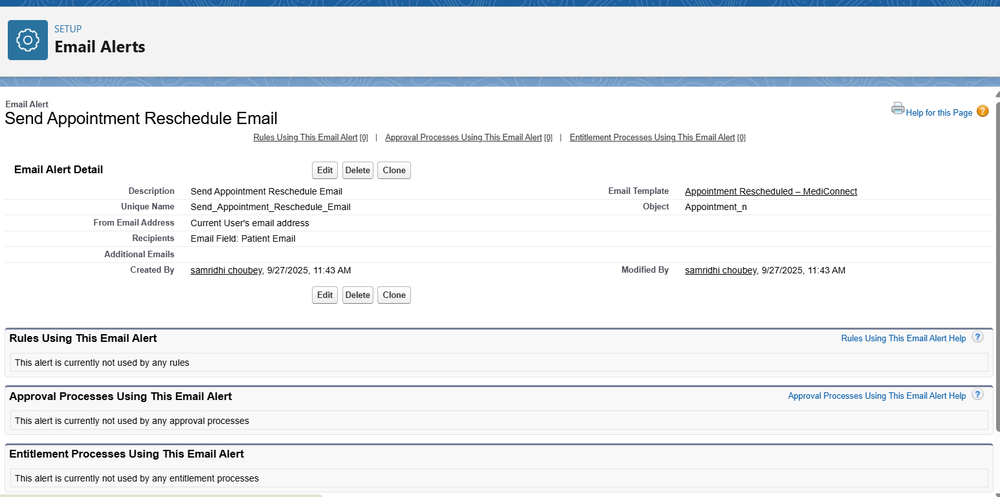 SETUP
Email Alerts
Email Alert
Send Appointment Reschedule Email
Help for this Page ?
Rules Using This Email Alert [0] | Approval Processes Using This Email Alert [0] | Entitlement Processes Using This Email Alert [0]
Email Alert Detail
Edit Delete Clone
Description Send Appointment Reschedule Email Email Template Appointment Rescheduled – MediConnect
Unique Name Send_Appointment_Reschedule_Email Object Appointment_n
From Email Address Current User's email address
Recipients Email Field: Patient Email
Additional Emails
Created By samridhi choubey, 9/27/2025, 11:43 AM Modified By samridhi choubey, 9/27/2025, 11:43 AM
Edit Delete Clone
Rules Using This Email Alert Rules Using This Email Alert Help ?
This alert is currently not used by any rules
Approval Processes Using This Email Alert Approval Processes Using This Email Alert Help ?
This alert is currently not used by any approval processes
Entitlement Processes Using This Email Alert
This alert is currently not used by any entitlement processes